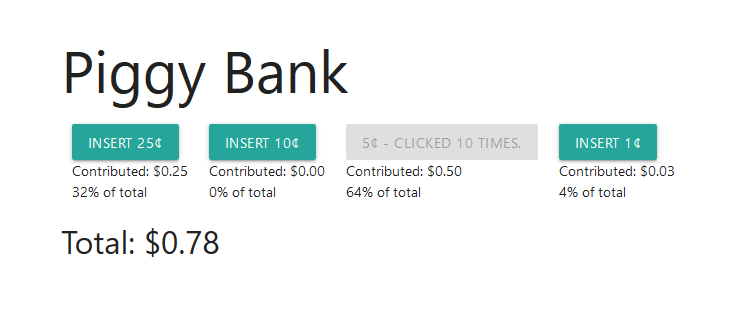 Piggy Bank
INSERT 25¢ INSERT 10¢ 5¢ - CLICKED 10 TIMES. INSERT 1¢
Contributed: $0.25 Contributed: $0.00 Contributed: $0.50 Contributed: $0.03
32% of total 0% of total 64% of total 4% of total
Total: $0.78